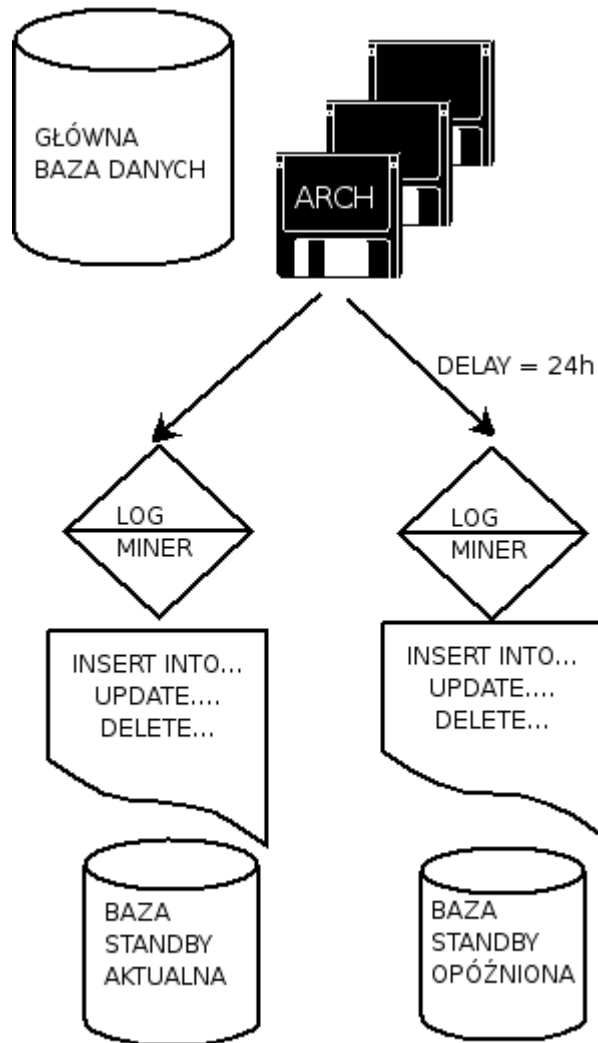 GŁÓWNA
BAZA DANYCH
ARCH
DELAY = 24h
LOG
MINER
LOG
MINER
INSERT INTO...
UPDATE....
DELETE...
INSERT INTO...
UPDATE....
DELETE...
BAZA
STANDBY
AKTUALNA
BAZA
STANDBY
OPÓŹNIONA